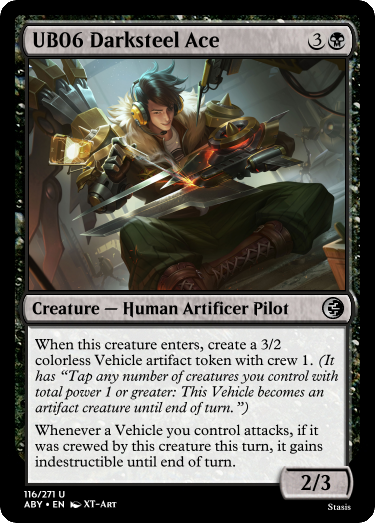 UB06 Darksteel Ace 3
Creature — Human Artificer Pilot
When this creature enters, create a 3/2
colorless Vehicle artifact token with crew 1. (It
has “Tap any number of creatures you control with
total power 1 or greater: This Vehicle becomes an
artifact creature until end of turn.”)
Whenever a Vehicle you control attacks, if it
was crewed by this creature this turn, it gains
indestructible until end of turn.
2/3
116/271 U
ABY • EN XT-Art
Stasis